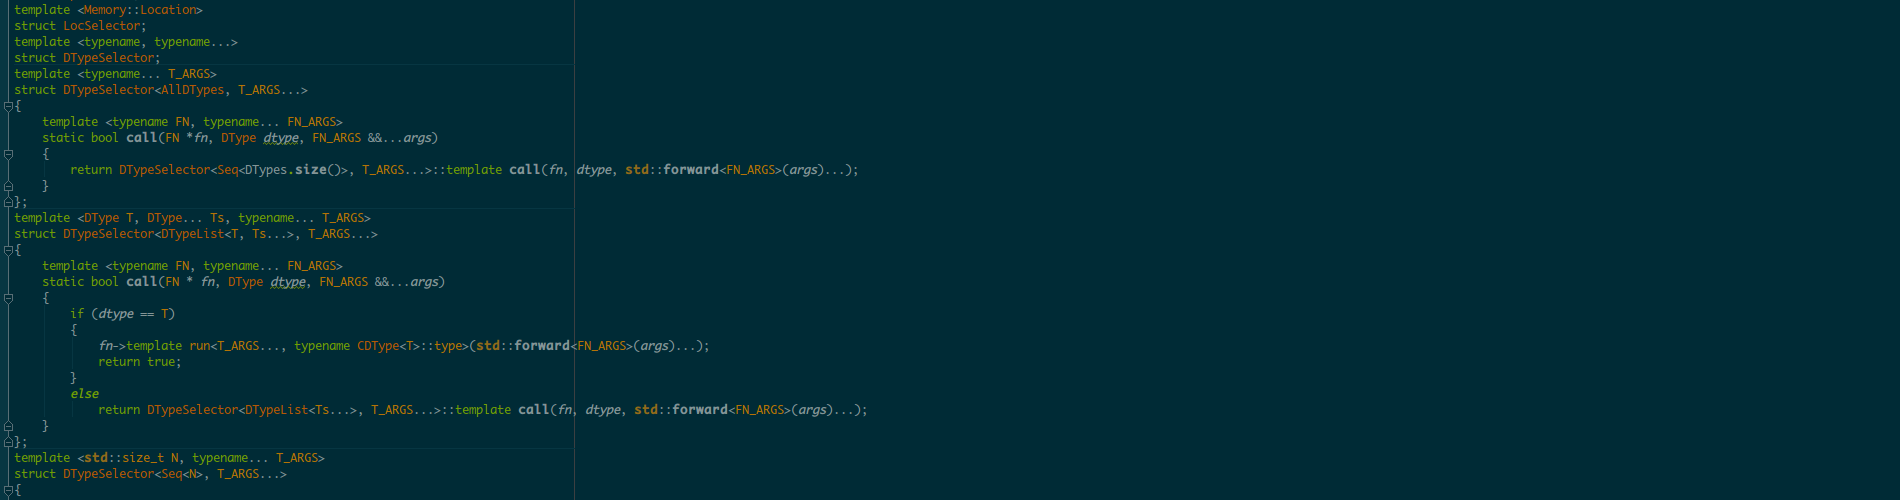 template <Memory::Location>
struct LocSelector;
template <typename, typename...>
struct DTypeSelector;
template <typename... T_ARGS>
struct DTypeSelector<AllDTypes, T_ARGS...>
{
    template <typename FN, typename... FN_ARGS>
    static bool call(FN *fn, DType dtype, FN_ARGS &&...args)
    {
        return DTypeSelector<Seq<DTypes.size()>, T_ARGS...>::template call(fn, dtype, std::forward<FN_ARGS>(args)...);
    }
};
template <DType T, DType... Ts, typename... T_ARGS>
struct DTypeSelector<DTypeList<T, Ts...>, T_ARGS...>
{
    template <typename FN, typename... FN_ARGS>
    static bool call(FN * fn, DType dtype, FN_ARGS &&...args)
    {
        if (dtype == T)
        {
            fn->template run<T_ARGS..., typename CDType<T>::type>(std::forward<FN_ARGS>(args)...);
            return true;
        }
        else
            return DTypeSelector<DTypeList<Ts...>, T_ARGS...>::template call(fn, dtype, std::forward<FN_ARGS>(args)...);
    }
};
template <std::size_t N, typename... T_ARGS>
struct DTypeSelector<Seq<N>, T_ARGS...>
{